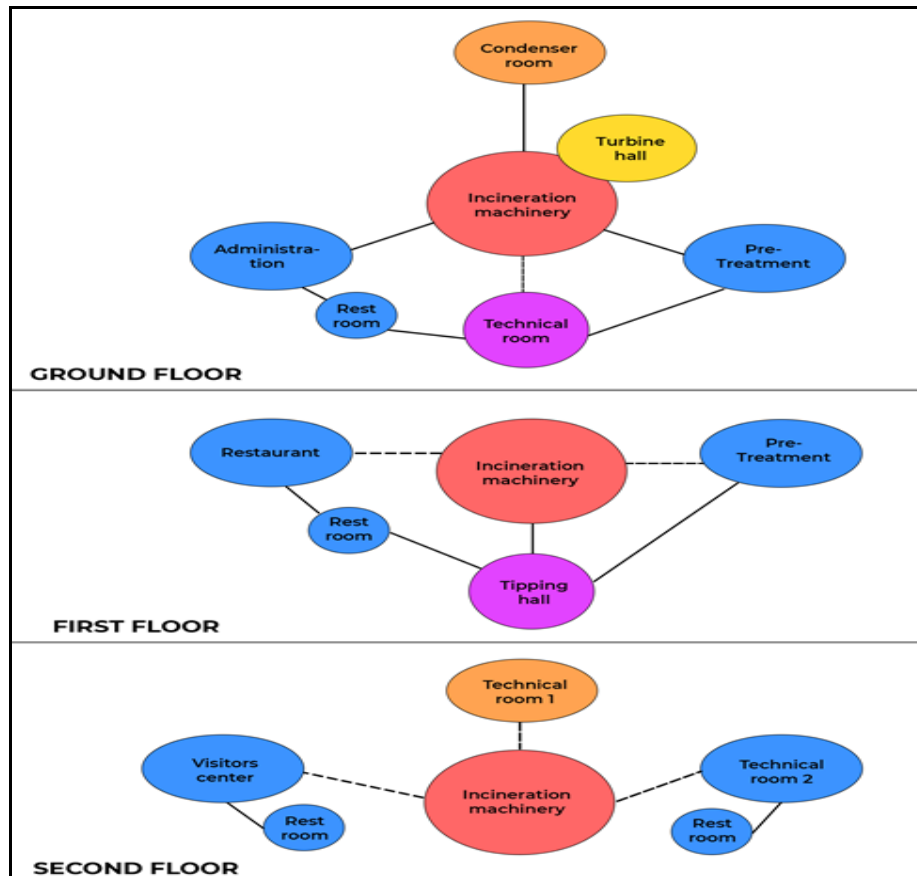 Condenser
room
Turbine
hall
Incineration
machinery
Administra-
tion
Pre-
Treatment
Rest
room
Technical
room
GROUND FLOOR
Restaurant
Incineration
machinery
Pre-
Treatment
Rest
room
Tipping
hall
FIRST FLOOR
Technical
room 1
Visitors
center
Technical
room 2
Incineration
machinery
Rest
room
Rest
room
SECOND FLOOR